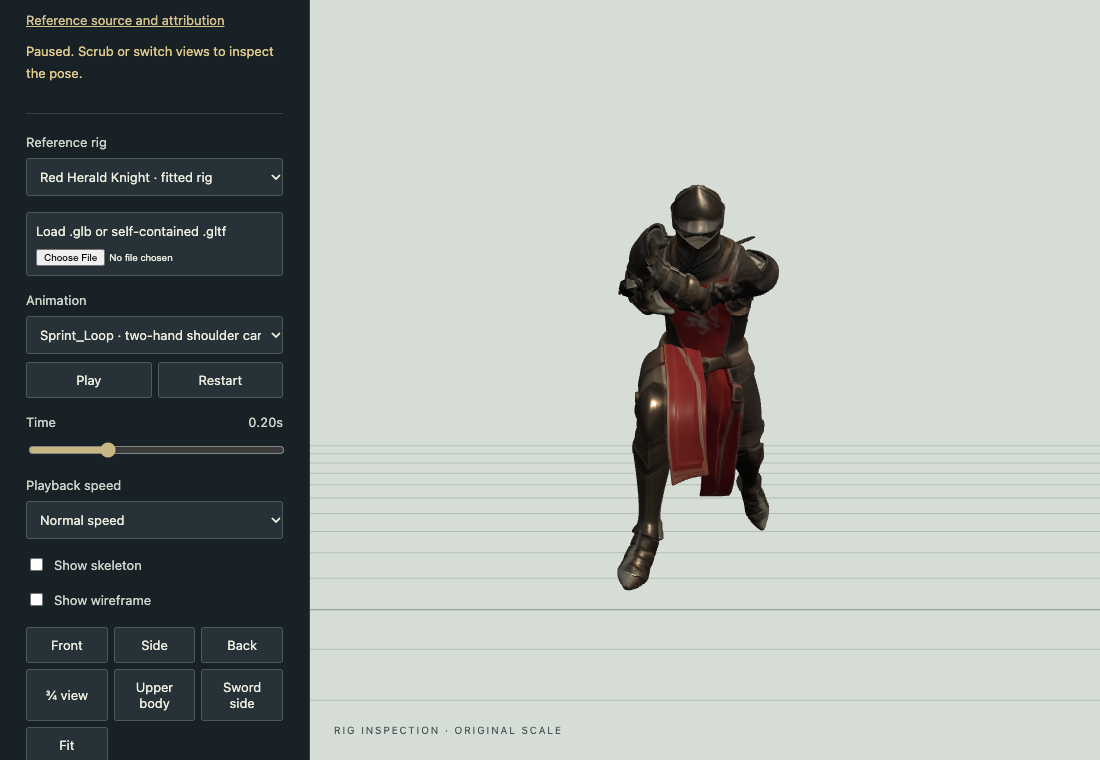 Reference source and attribution
Paused. Scrub or switch views to inspect
the pose.
Reference rig
Red Herald Knight · fitted rig
Load .glb or self-contained .gltf
Choose File No file chosen
Animation
Sprint_Loop · two-hand shoulder car
Play Restart
Time 0.20s
Playback speed
Normal speed
Show skeleton
Show wireframe
Front Side Back
¾ view Upper body Sword side
Fit
RIG INSPECTION · ORIGINAL SCALE